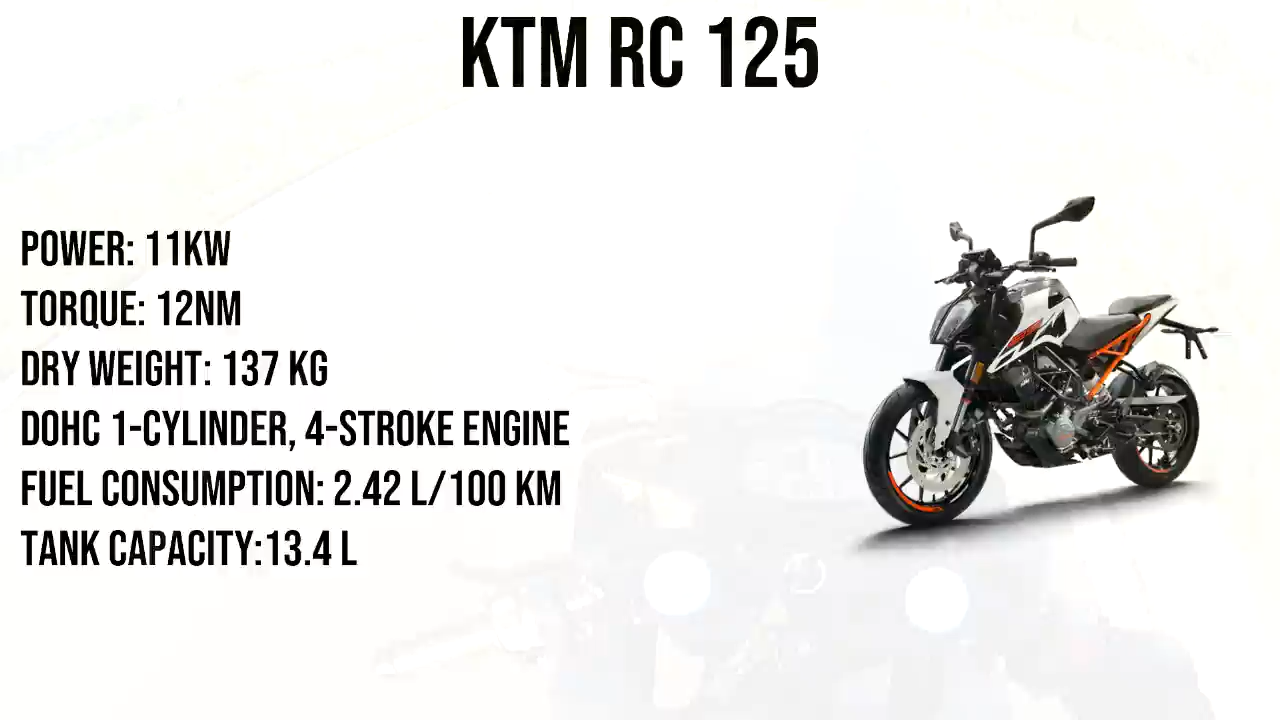 KTM RC 125
POWER: 11KW
TORQUE: 12NM
DRY WEIGHT: 137 KG
DOHC 1-CYLINDER, 4-STROKE ENGINE
FUEL CONSUMPTION: 2.42 L/100 KM
TANK CAPACITY:13.4 L